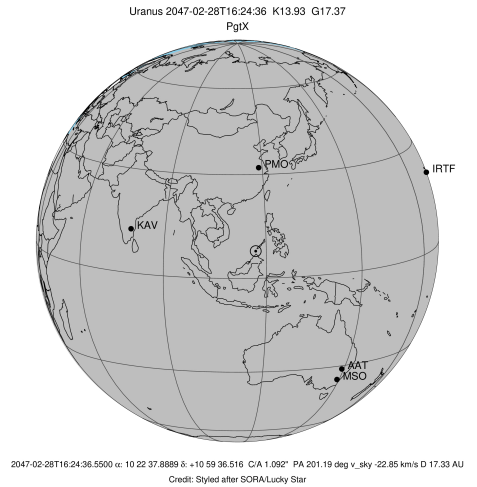 Uranus 2047-02-28T16:24:36 K13.93 G17.37
PgtX
PMO
IRTF
KAV
AAT
MSO
2047-02-28T16:24:36.5500 α: 10 22 37.8889 δ: +10 59 36.516 C/A 1.092" PA 201.19 deg v_sky -22.85 km/s D 17.33 AU
Credit: Styled after SORA/Lucky Star